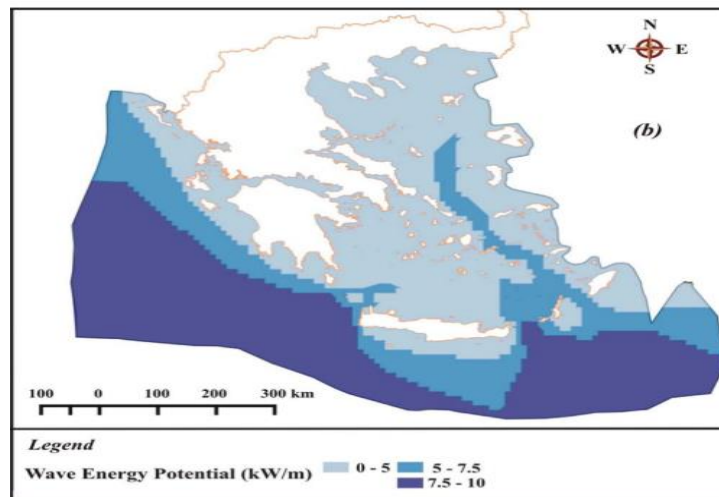 N
W E
S
(b)
100 0 100 200 300 km
Legend
Wave Energy Potential (kW/m) 0 - 5 5 - 7.5
7.5 - 10